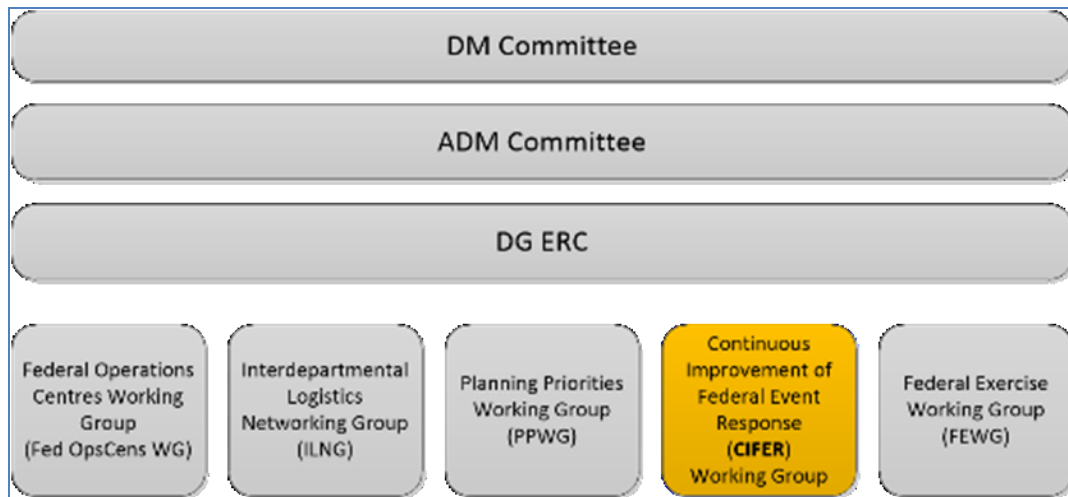 DM Committee
ADM Committee
DG ERC
Federal Operations
Centres Working
Group
(Fed OpsCens WG)
Interdepartmental
Logistics
Networking Group
(ILNG)
Planning Priorities
Working Group
(PPWG)
Continuous
Improvement of
Federal Event
Response
(CIFER)
Working Group
Federal Exercise
Working Group
(FEWG)